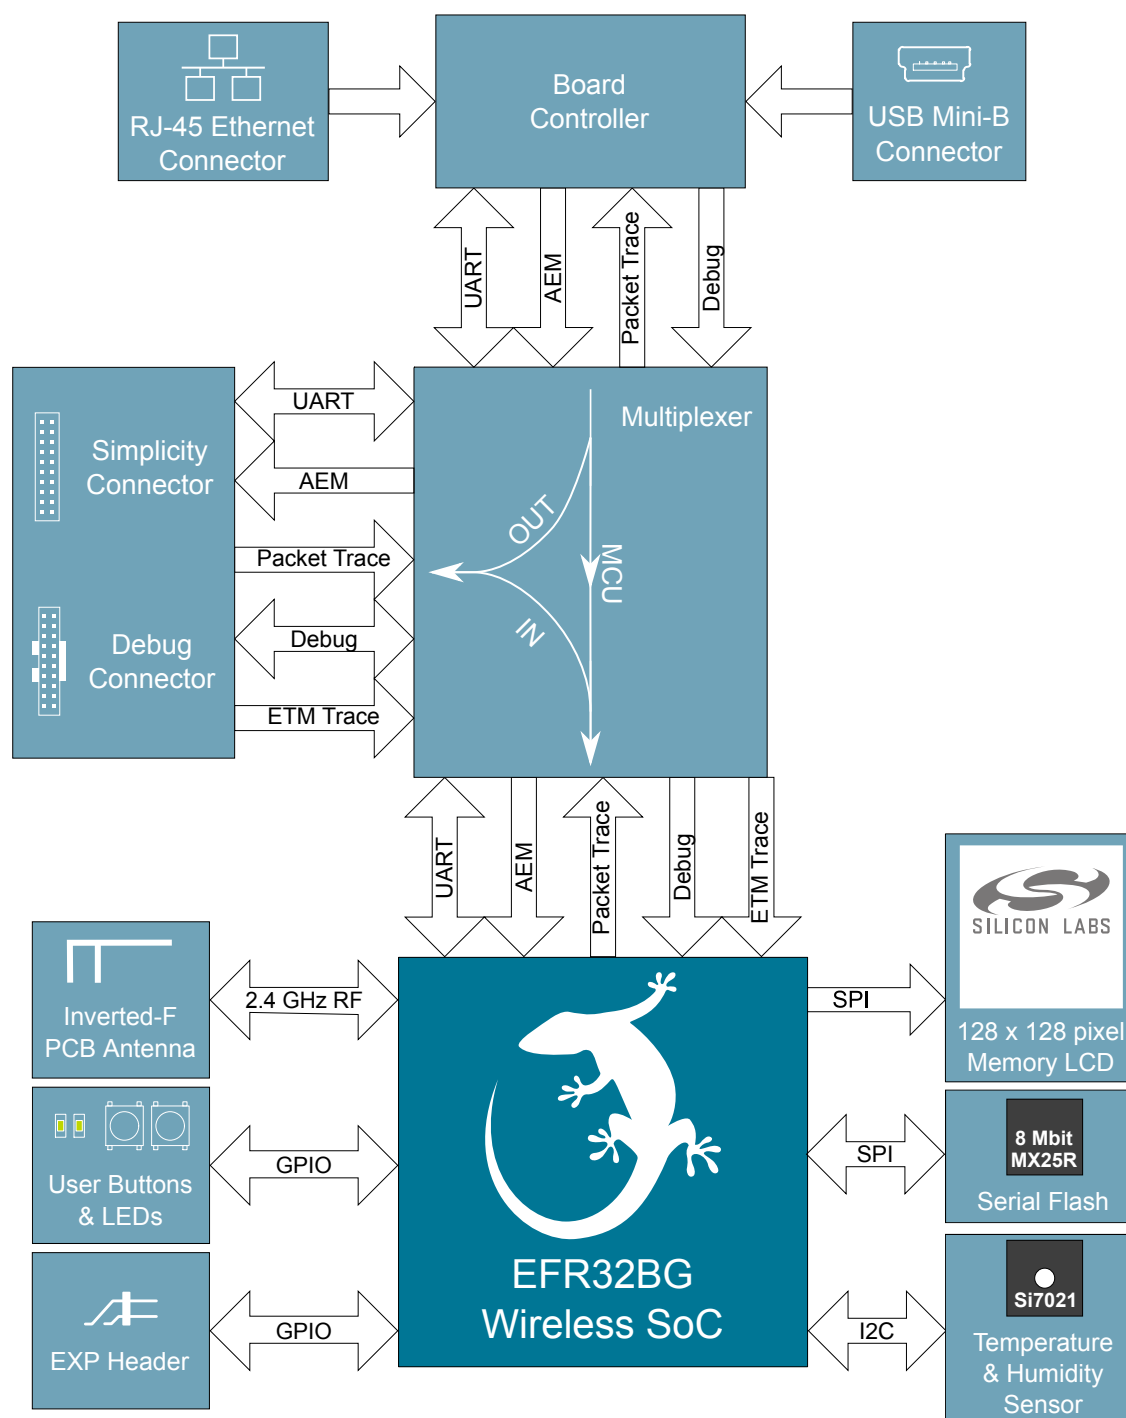 RJ-45 Ethernet
Connector
Board
Controller
USB Mini-B
Connector
UART
AEM
Packet Trace
Debug
Simplicity
Connector
Debug
Connector
UART
AEM
Packet Trace
Debug
ETM Trace
Multiplexer
OUT
MCU
IN
UART
AEM
Packet Trace
Debug
ETM Trace
Inverted-F
PCB Antenna
2.4 GHz RF
User Buttons
& LEDs
GPIO
EXP Header
GPIO
EFR32BG
Wireless SoC
SPI
SILICON LABS
128 x 128 pixel
Memory LCD
SPI
8 Mbit
MX25R
Serial Flash
I2C
Si7021
Temperature
& Humidity
Sensor